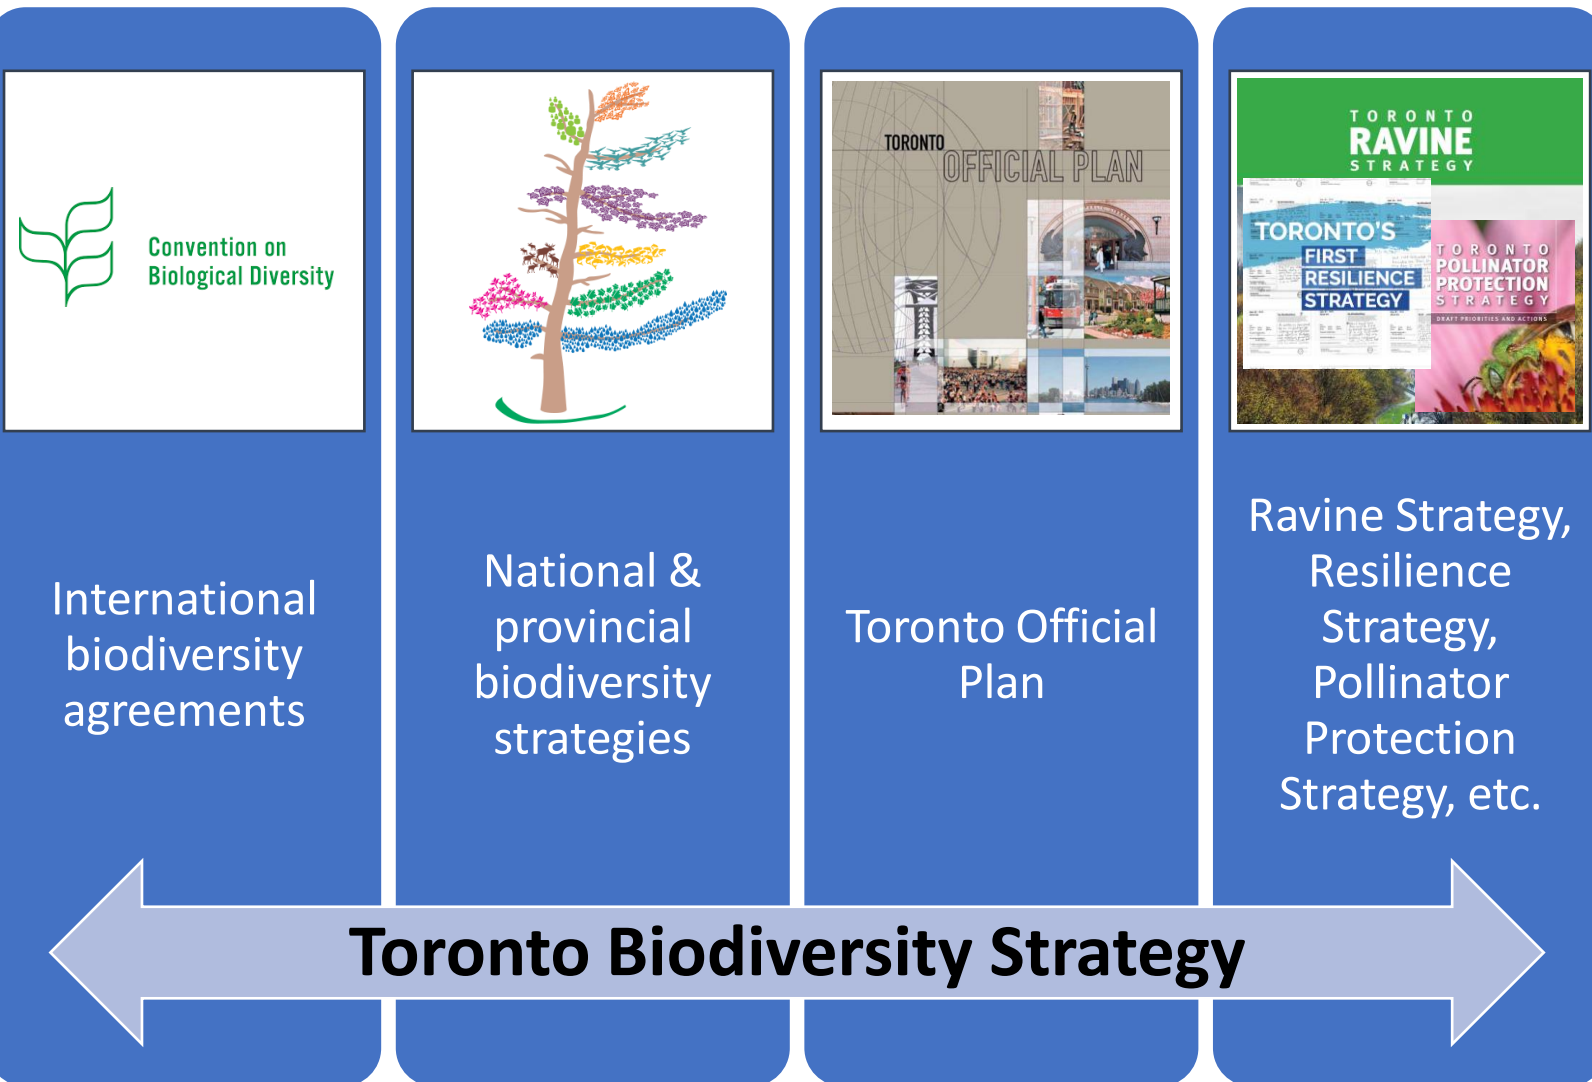 Convention on
Biological Diversity
International
biodiversity
agreements
National &
provincial
biodiversity
strategies
TORONTO
OFFICIAL PLAN
Toronto Official
Plan
TORONTO
RAVINE
STRATEGY
TORONTO'S
FIRST
RESILIENCE
STRATEGY
TORONTO
POLLINATOR
PROTECTION
STRATEGY
DRAFT PRIORITIES AND ACTIONS
Ravine Strategy,
Resilience
Strategy,
Pollinator
Protection
Strategy, etc.
Toronto Biodiversity Strategy